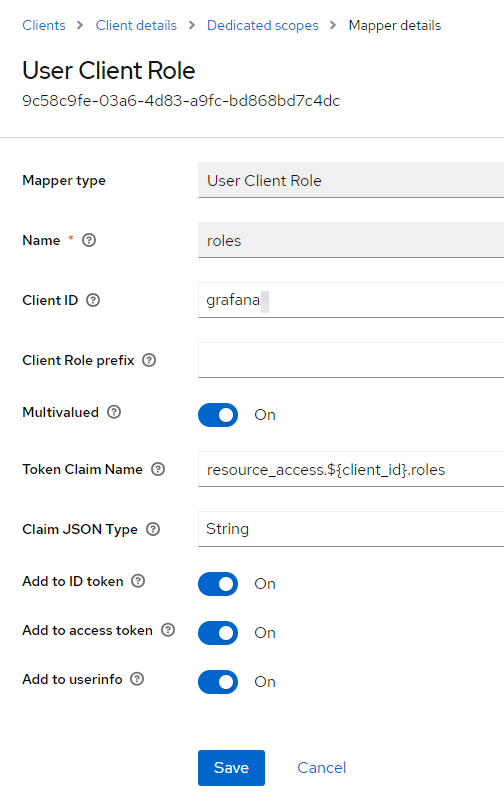 Clients > Client details > Dedicated scopes > Mapper details
User Client Role
9c58c9fe-03a6-4d83-a9fc-bd868bd7c4dc
Mapper type User Client Role
Name * roles
Client ID grafana
Client Role prefix
Multivalued On
Token Claim Name resource_access.${client_id}.roles
Claim JSON Type String
Add to ID token On
Add to access token On
Add to userinfo On
Save Cancel